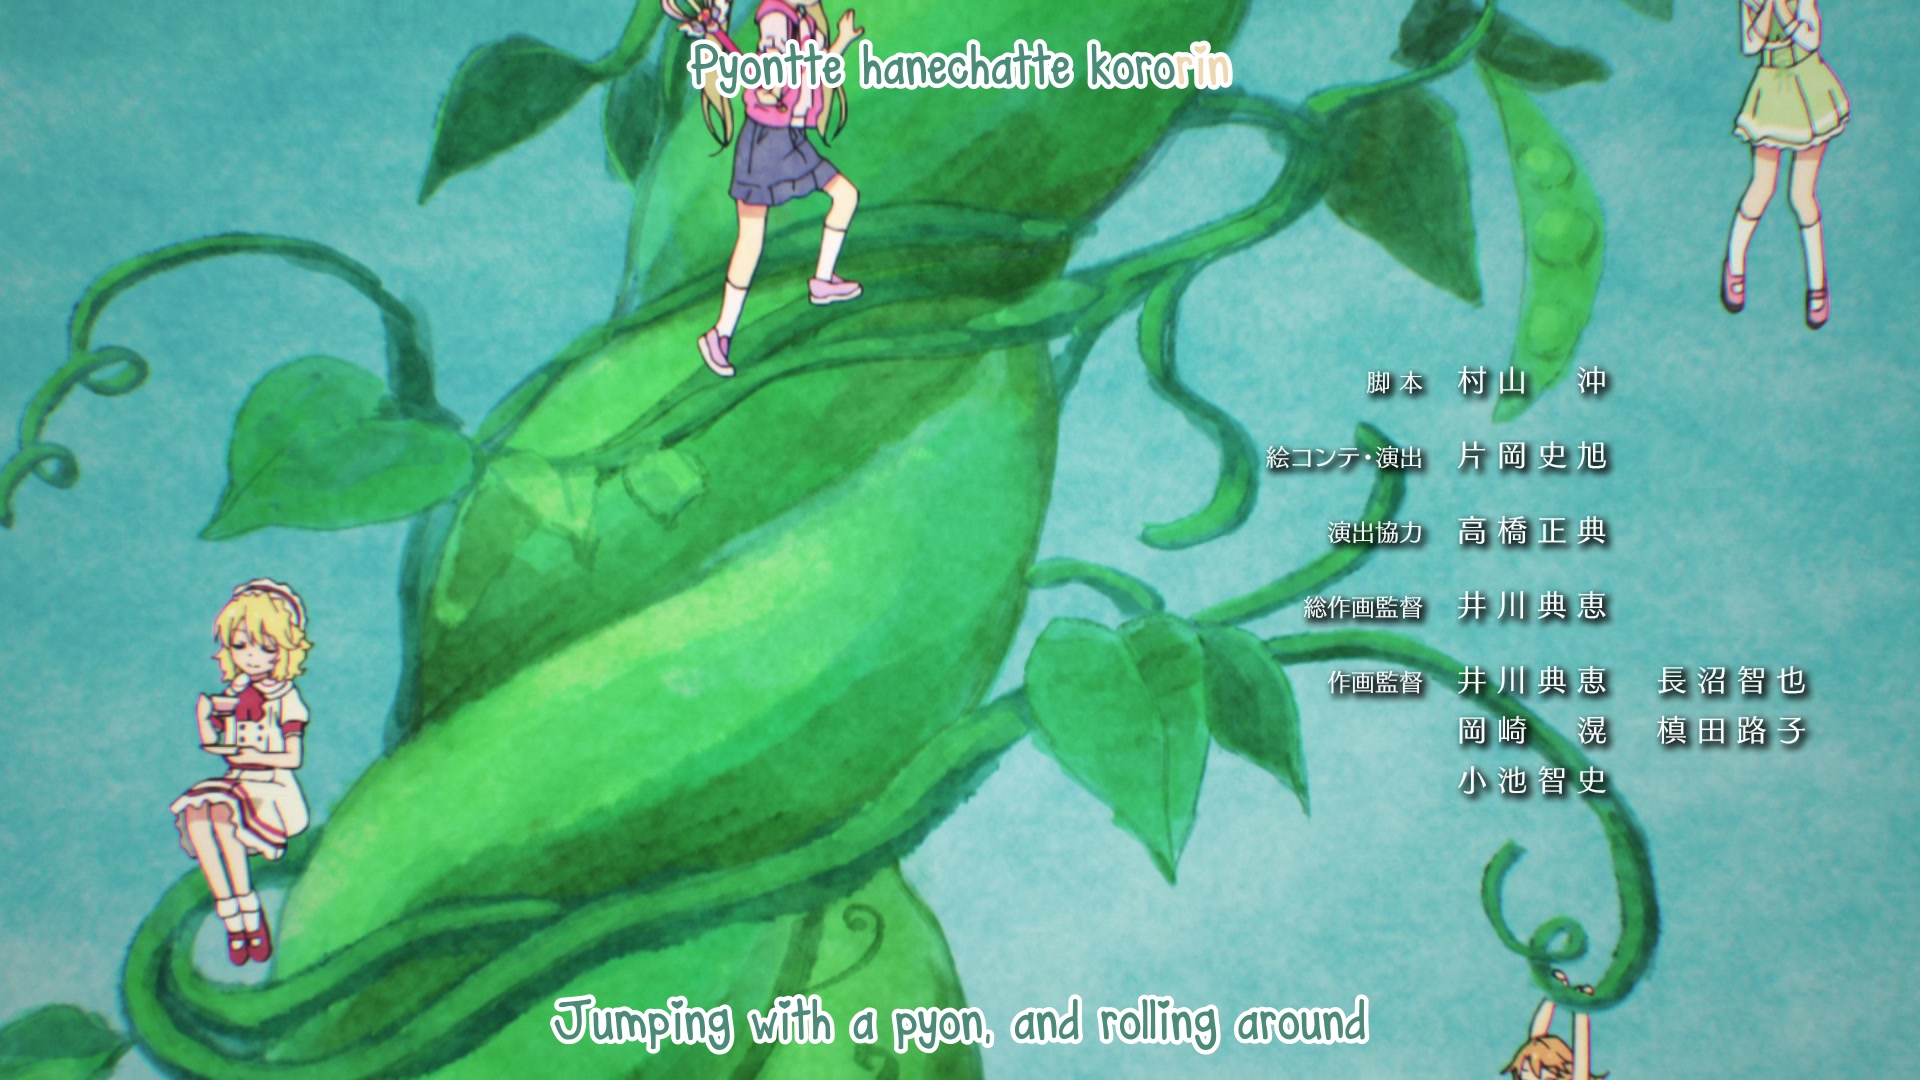 Pyontte hanechatte kororin
脚本 村山 沖
絵コンテ・演出 片岡史旭
演出協力 高橋正典
総作画監督 井川典恵
作画監督 井川典恵 長沼智也
岡崎 滉 槙田路子
小池智史
Jumping with a pyon, and rolling around